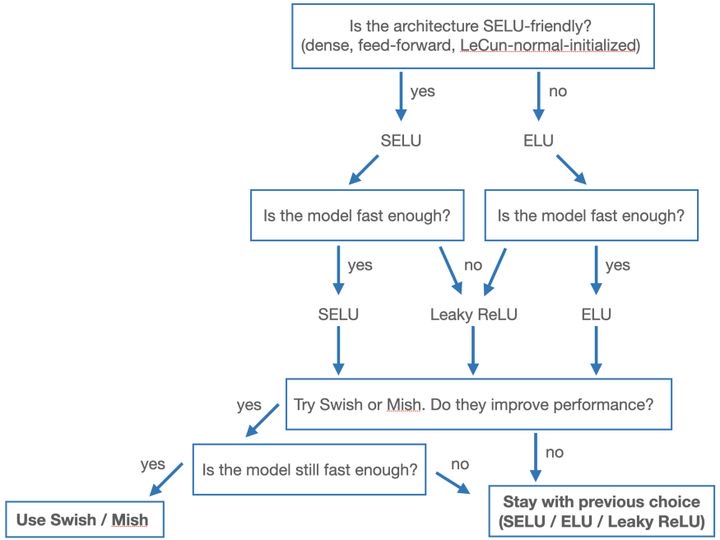 Is the architecture SELU-friendly?
(dense, feed-forward, LeCun-normal-initialized)
yes
no
SELU
ELU
Is the model fast enough?
Is the model fast enough?
yes
no
yes
SELU
Leaky ReLU
ELU
Try Swish or Mish. Do they improve performance?
yes
no
Is the model still fast enough?
yes
no
Use Swish / Mish
Stay with previous choice
(SELU / ELU / Leaky ReLU)